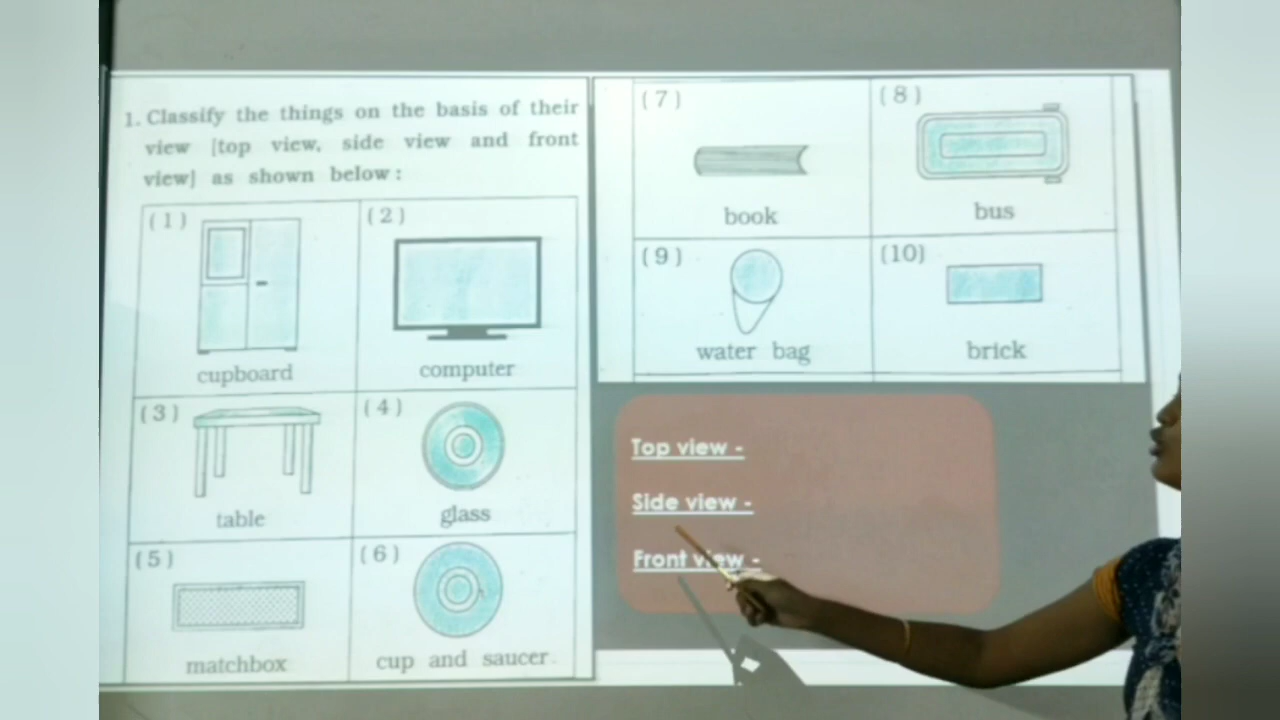 1. Classify the things on the basis of their
view [top view, side view and front
view] as shown below :
(1)
cupboard
(2)
computer
(3)
table
(4)
glass
(5)
matchbox
(6)
cup and saucer
(7)
book
(8)
bus
(9)
water bag
(10)
brick
Top view -
Side view -
Front view -